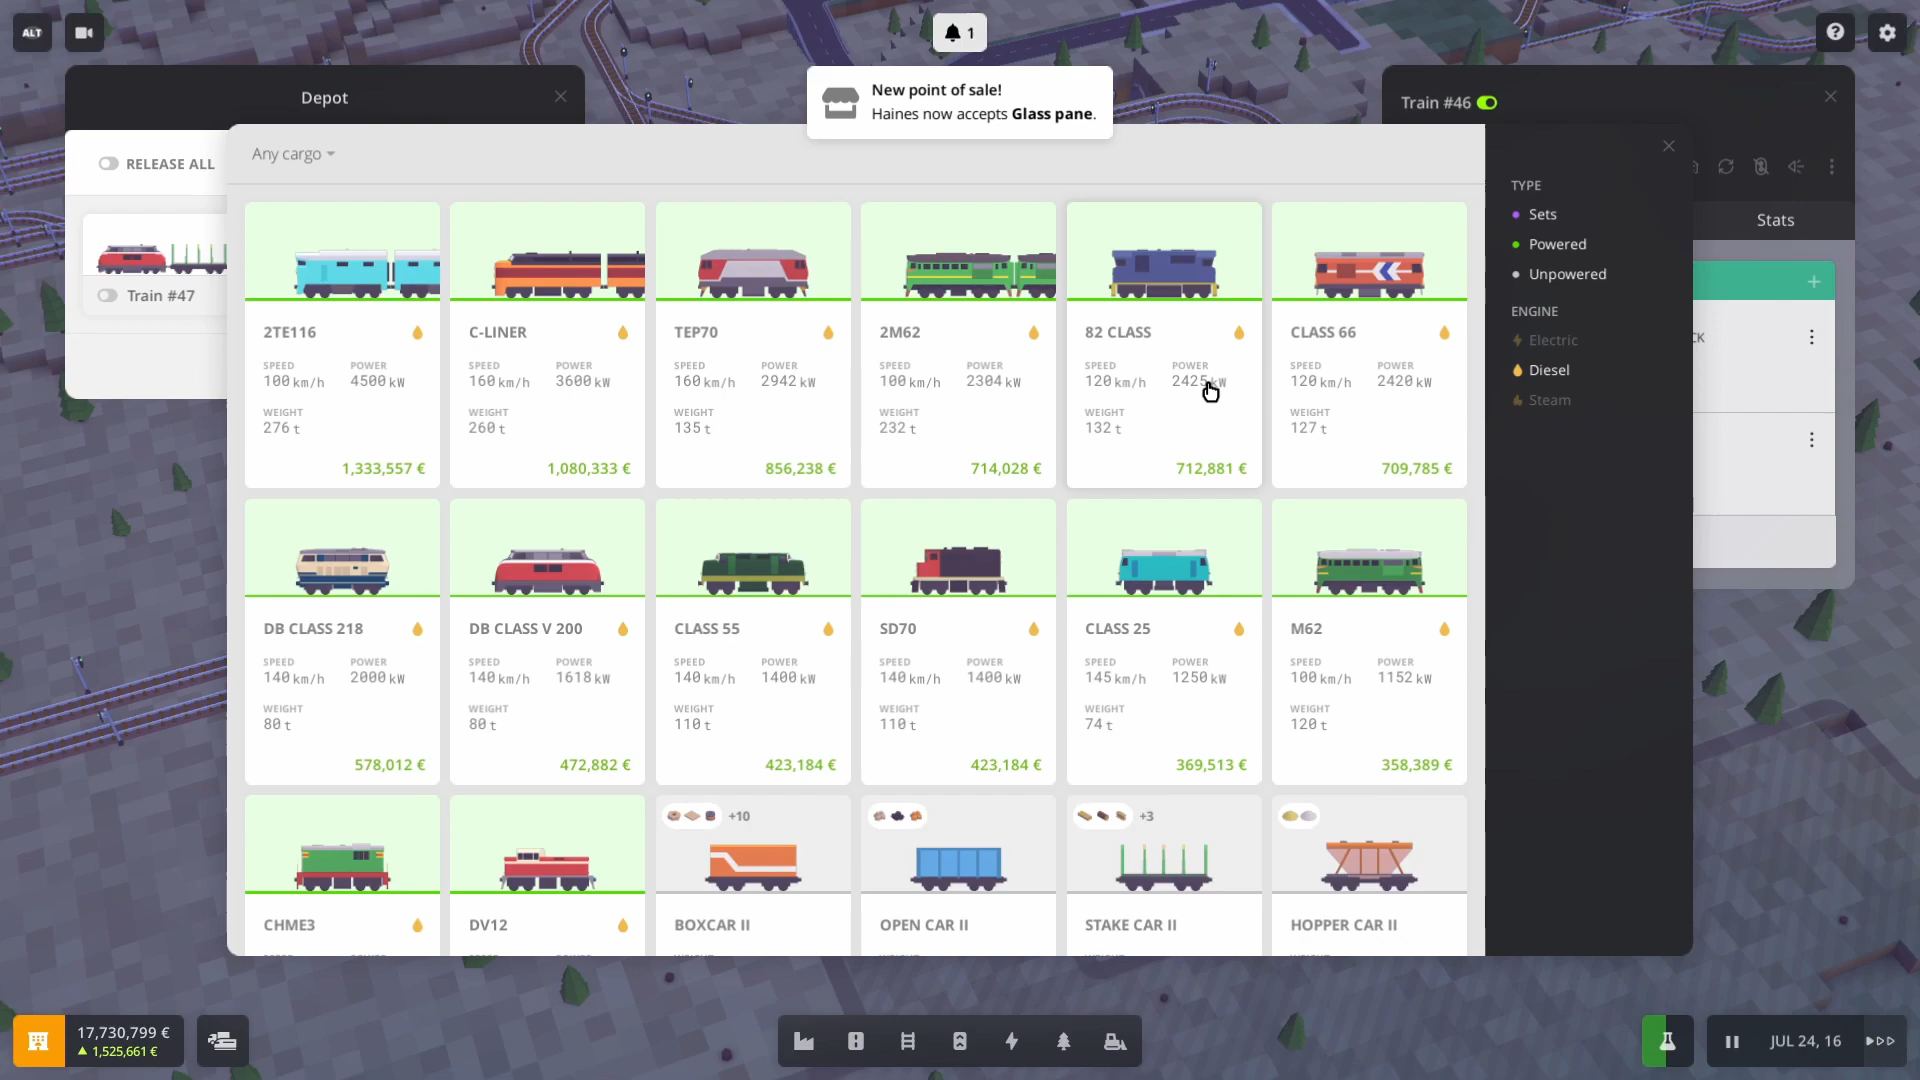 ALT
1
New point of sale!
Haines now accepts Glass pane.
Depot
Train #46
RELEASE ALL
Train #47
Stats
CK
Any cargo
2TE116
SPEED POWER
100 km/h 4500 kW
WEIGHT
276 t
1,333,557 €
C-LINER
SPEED POWER
160 km/h 3600 kW
WEIGHT
260 t
1,080,333 €
TEP70
SPEED POWER
160 km/h 2942 kW
WEIGHT
135 t
856,238 €
2M62
SPEED POWER
100 km/h 2304 kW
WEIGHT
232 t
714,028 €
82 CLASS
SPEED POWER
120 km/h 2425 kW
WEIGHT
132 t
712,881 €
CLASS 66
SPEED POWER
120 km/h 2420 kW
WEIGHT
127 t
709,785 €
DB CLASS 218
SPEED POWER
140 km/h 2000 kW
WEIGHT
80 t
578,012 €
DB CLASS V 200
SPEED POWER
140 km/h 1618 kW
WEIGHT
80 t
472,882 €
CLASS 55
SPEED POWER
140 km/h 1400 kW
WEIGHT
110 t
423,184 €
SD70
SPEED POWER
140 km/h 1400 kW
WEIGHT
110 t
423,184 €
CLASS 25
SPEED POWER
145 km/h 1250 kW
WEIGHT
74 t
369,513 €
M62
SPEED POWER
100 km/h 1152 kW
WEIGHT
120 t
358,389 €
CHME3
DV12
+10
BOXCAR II
OPEN CAR II
+3
STAKE CAR II
HOPPER CAR II
TYPE
Sets
Powered
Unpowered
ENGINE
Electric
Diesel
Steam
17,730,799 €
1,525,661 €
JUL 24, 16